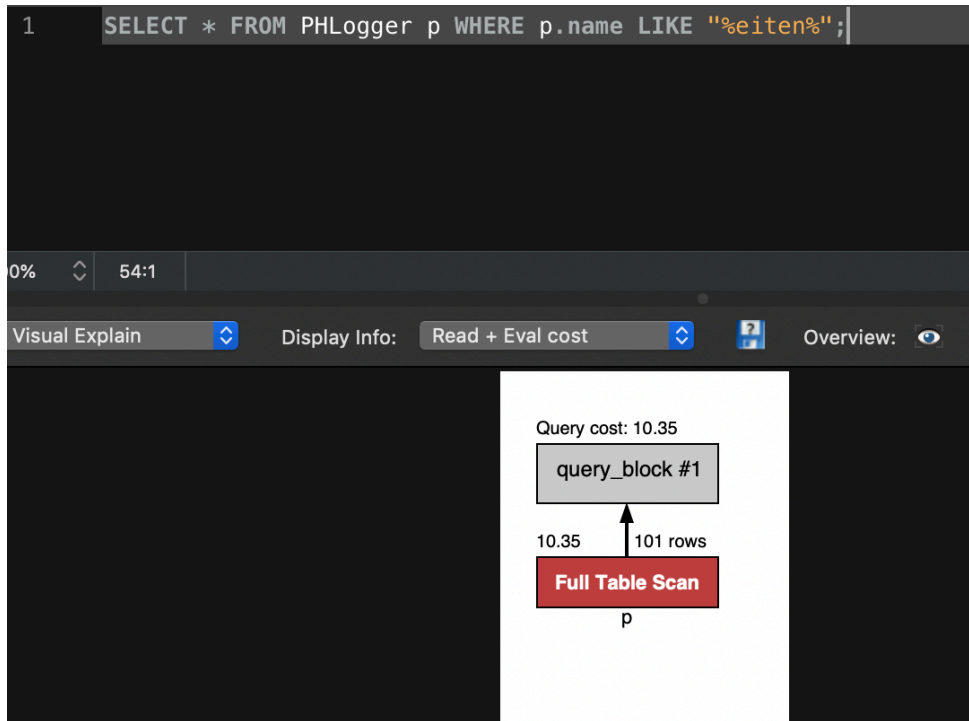 1 SELECT * FROM PHLogger p WHERE p.name LIKE "%eiten%";
0% 54:1
Visual Explain Display Info: Read + Eval cost Overview:
Query cost: 10.35
query_block #1
10.35 101 rows
Full Table Scan
p